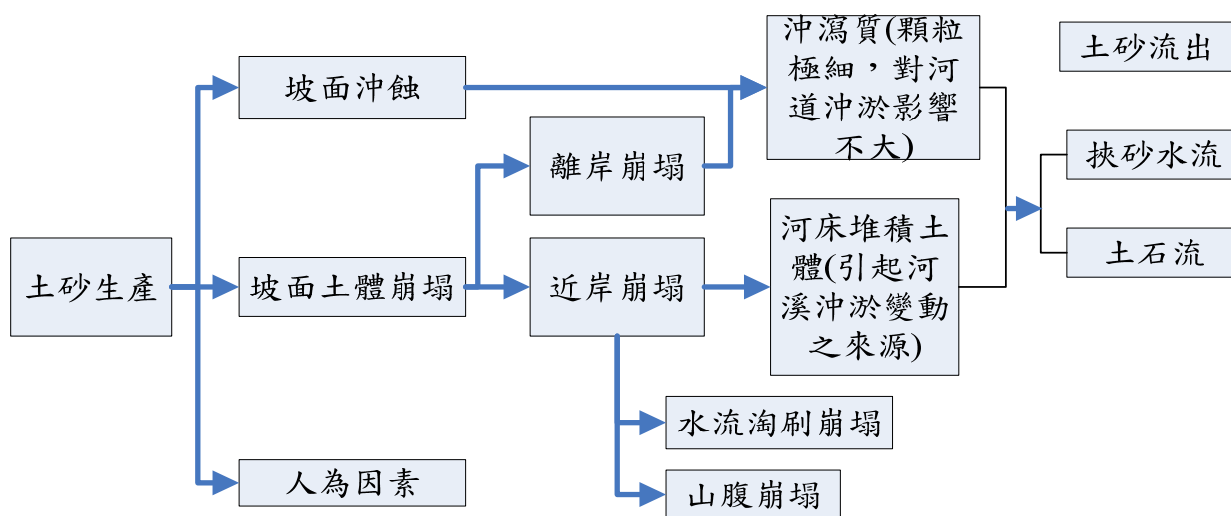 土砂生產
坡面沖蝕
坡面土體崩塌
人為因素
離岸崩塌
近岸崩塌
水流淘刷崩塌
山腹崩塌
沖瀉質(顆粒
極細，對河
道沖淤影響
不大)
河床堆積土
體(引起河
溪沖淤變動
之來源)
土砂流出
挾砂水流
土石流